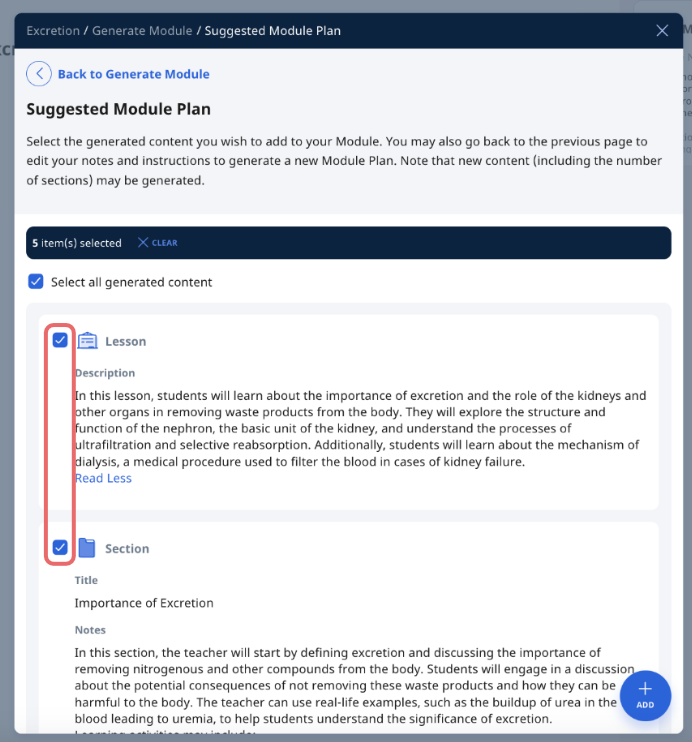 Excretion / Generate Module / Suggested Module Plan
Back to Generate Module
Suggested Module Plan
Select the generated content you wish to add to your Module. You may also go back to the previous page to
edit your notes and instructions to generate a new Module Plan. Note that new content (including the number
of sections) may be generated.
5 item(s) selected
CLEAR
Select all generated content
Lesson
Description
In this lesson, students will learn about the importance of excretion and the role of the kidneys and
other organs in removing waste products from the body. They will explore the structure and
function of the nephron, the basic unit of the kidney, and understand the processes of
ultrafiltration and selective reabsorption. Additionally, students will learn about the mechanism of
dialysis, a medical procedure used to filter the blood in cases of kidney failure.
Read Less
Section
Title
Importance of Excretion
Notes
In this section, the teacher will start by defining excretion and discussing the importance of
removing nitrogenous and other compounds from the body. Students will engage in a discussion
about the potential consequences of not removing these waste products and how they can be
harmful to the body. The teacher can use real-life examples, such as the buildup of urea in the
blood leading to uremia, to help students understand the significance of excretion.
Learning activities may include:
ADD